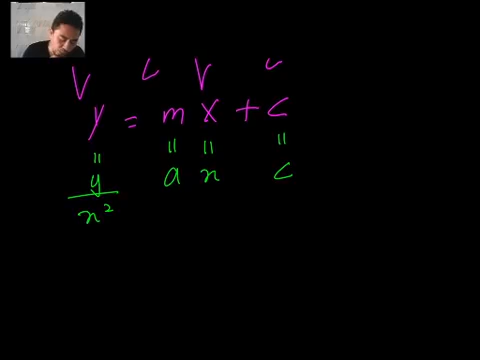 V L V L
Y = m X + C
|| || || ||
y a x c
x²